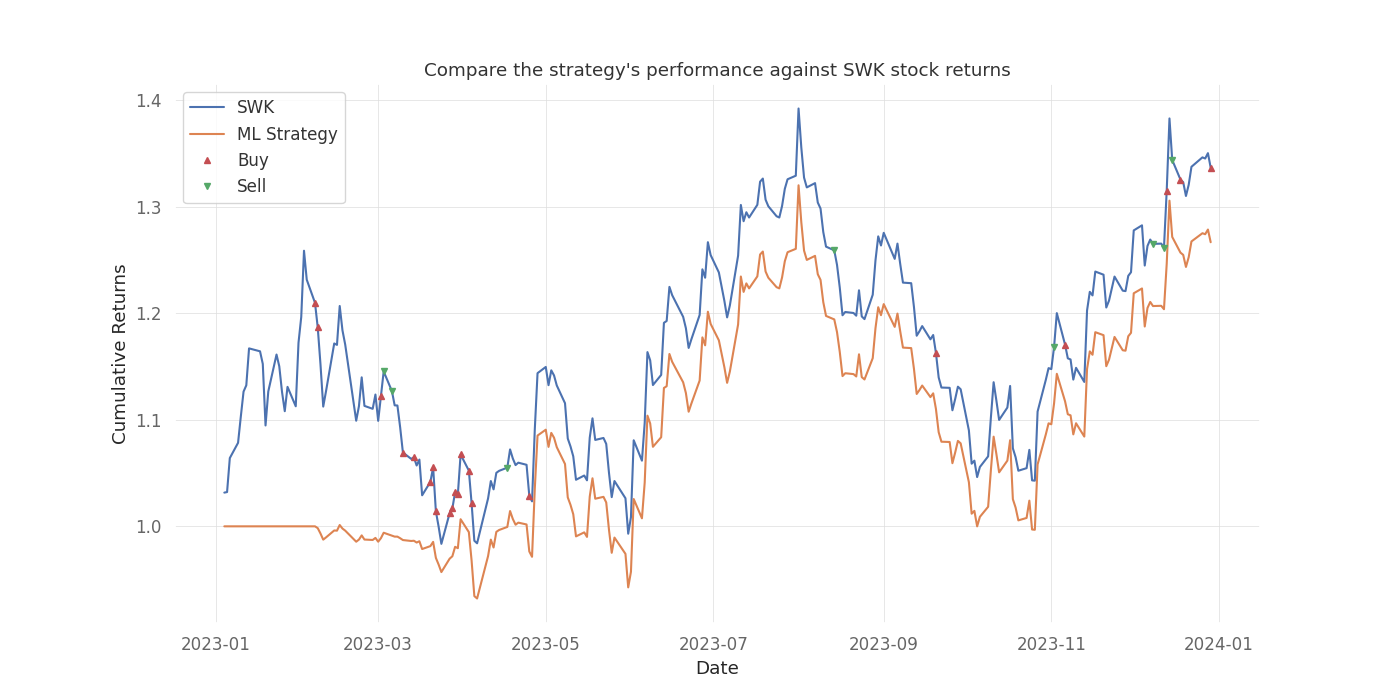 Compare the strategy's performance against SWK stock returns
SWK
ML Strategy
Buy
Sell
Cumulative Returns
1.4
1.3
1.2
1.1
1.0
2023-01 2023-03 2023-05 2023-07 2023-09 2023-11 2024-01
Date